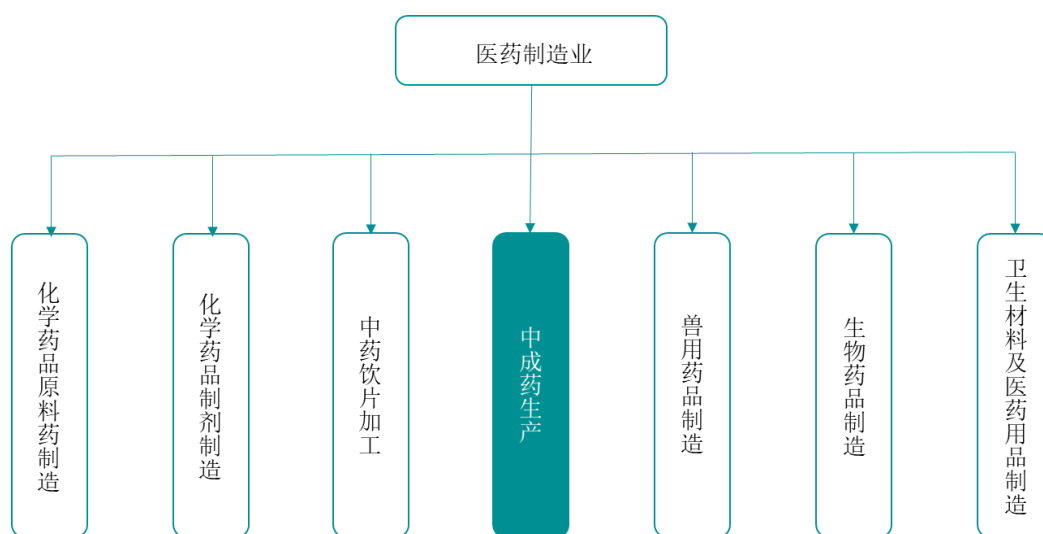 医药制造业
化学药品原料药制造
化学药品制剂制造
中药饮片加工
中成药生产
兽用药品制造
生物药品制造
卫生材料及医药用品制造